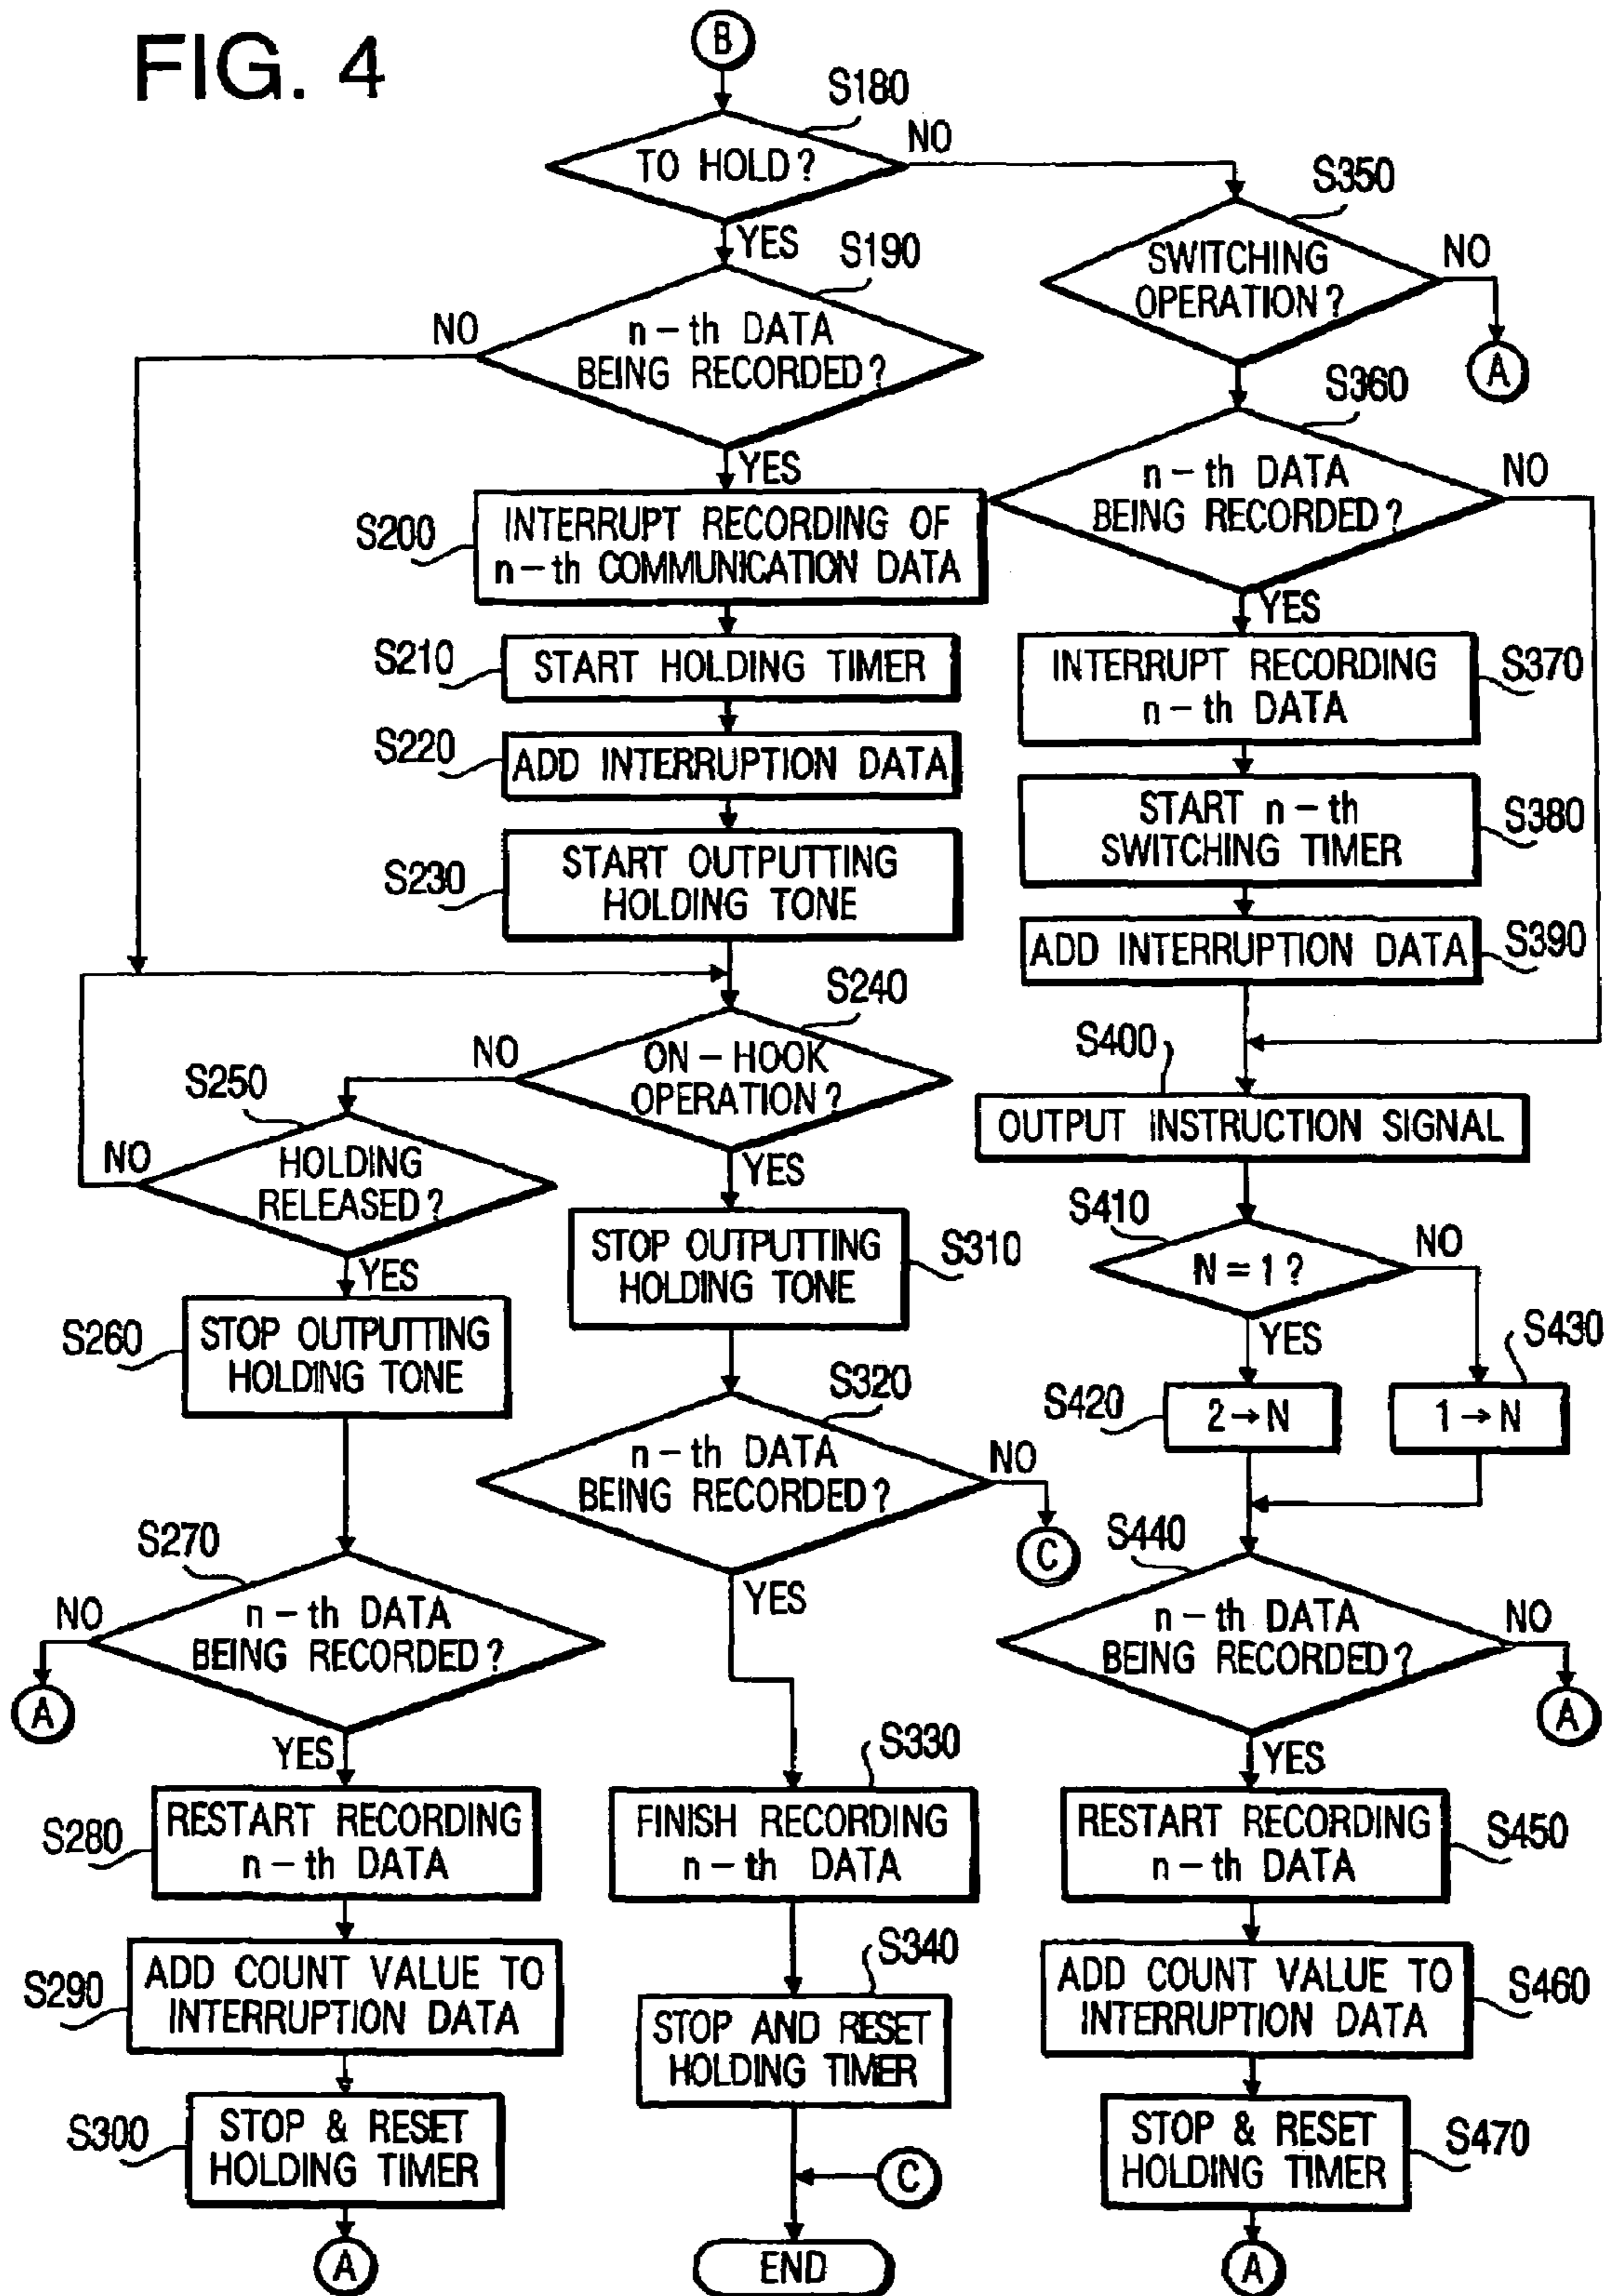 FIG. 4
B
S180
TO HOLD?
NO
YES
S350
SWITCHING
OPERATION?
NO
A
S190
n-th DATA
BEING RECORDED?
NO
YES
S360
n-th DATA
BEING RECORDED?
NO
YES
S200
INTERRUPT RECORDING OF
n-th COMMUNICATION DATA
S210
START HOLDING TIMER
S220
ADD INTERRUPTION DATA
S230
START OUTPUTTING
HOLDING TONE
INTERRUPT RECORDING
n-th DATA
S370
START n-th
SWITCHING TIMER
S380
ADD INTERRUPTION DATA
S390
S240
ON-HOOK
OPERATION?
NO
YES
S250
HOLDING
RELEASED?
NO
YES
S260
STOP OUTPUTTING
HOLDING TONE
S270
n-th DATA
BEING RECORDED?
NO
A
YES
S280
RESTART RECORDING
n-th DATA
S290
ADD COUNT VALUE TO
INTERRUPTION DATA
S300
STOP & RESET
HOLDING TIMER
A
STOP OUTPUTTING
HOLDING TONE
S310
S320
n-th DATA
BEING RECORDED?
NO
C
YES
S330
FINISH RECORDING
n-th DATA
S340
STOP AND RESET
HOLDING TIMER
C
END
S400
OUTPUT INSTRUCTION SIGNAL
S410
N=1?
NO
YES
S420
2→N
S430
1→N
S440
n-th DATA
BEING RECORDED?
NO
A
YES
RESTART RECORDING
n-th DATA
S450
ADD COUNT VALUE TO
INTERRUPTION DATA
S460
STOP & RESET
HOLDING TIMER
S470
A